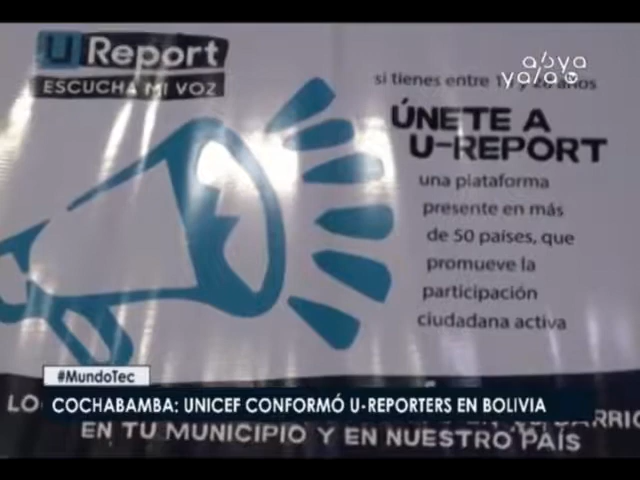 U Report
ESCUCHA MI VOZ
abya
yala tv
si tienes entre y años
ÚNETE A
U-REPORT
una plataforma
presente en más
de 50 países, que
promueve la
participación
ciudadana activa
#MundoTec
COCHABAMBA: UNICEF CONFORMÓ U-REPORTERS EN BOLIVIA
EN TU MUNICIPIO Y EN NUESTRO PAÍS